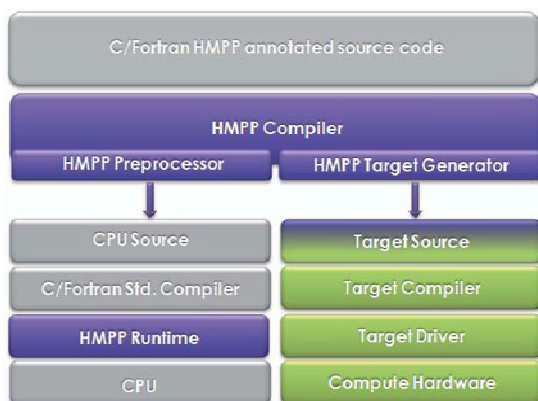 C/Fortran HMPP annotated source code
HMPP Compiler
HMPP Preprocessor
HMPP Target Generator
CPU Source
Target Source
C/Fortran Std. Compiler
Target Compiler
HMPP Runtime
Target Driver
CPU
Compute Hardware